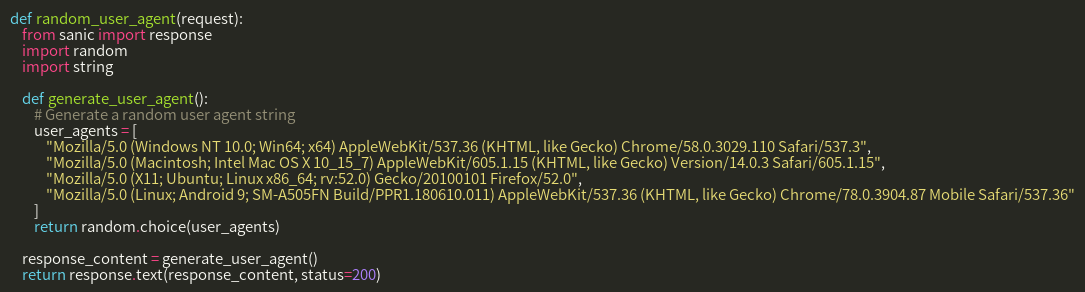 def random_user_agent(request):
from sanic import response
import random
import string
def generate_user_agent():
# Generate a random user agent string
user_agents = [
"Mozilla/5.0 (Windows NT 10.0; Win64; x64) AppleWebKit/537.36 (KHTML, like Gecko) Chrome/58.0.3029.110 Safari/537.3",
"Mozilla/5.0 (Macintosh; Intel Mac OS X 10_15_7) AppleWebKit/605.1.15 (KHTML, like Gecko) Version/14.0.3 Safari/605.1.15",
"Mozilla/5.0 (X11; Ubuntu; Linux x86_64; rv:52.0) Gecko/20100101 Firefox/52.0",
"Mozilla/5.0 (Linux; Android 9; SM-A505FN Build/PPR1.180610.011) AppleWebKit/537.36 (KHTML, like Gecko) Chrome/78.0.3904.87 Mobile Safari/537.36"
]
return random.choice(user_agents)
response_content = generate_user_agent()
return response.text(response_content, status=200)